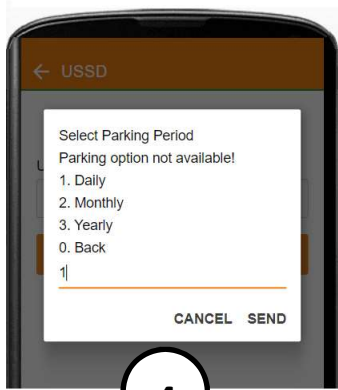 USSD
Select Parking Period
Parking option not available!
1. Daily
2. Monthly
3. Yearly
0. Back
1
CANCEL SEND